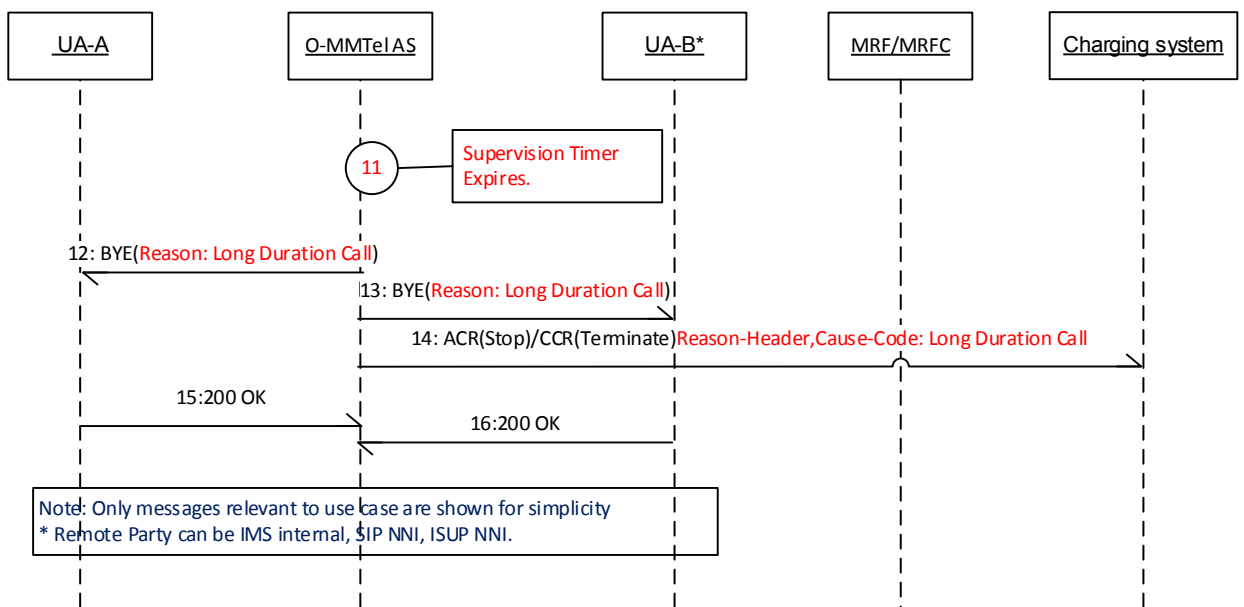 UA-A
O-MMTel AS
UA-B*
MRF/MRFC
Charging system
11
Supervision Timer
Expires.
12: BYE(Reason: Long Duration Call)
13: BYE(Reason: Long Duration Call)
14: ACR(Stop)/CCR(Terminate)Reason-Header,Cause-Code: Long Duration Call
15:200 OK
16:200 OK
Note: Only messages relevant to use case are shown for simplicity
* Remote Party can be IMS internal, SIP NNI, ISUP NNI.